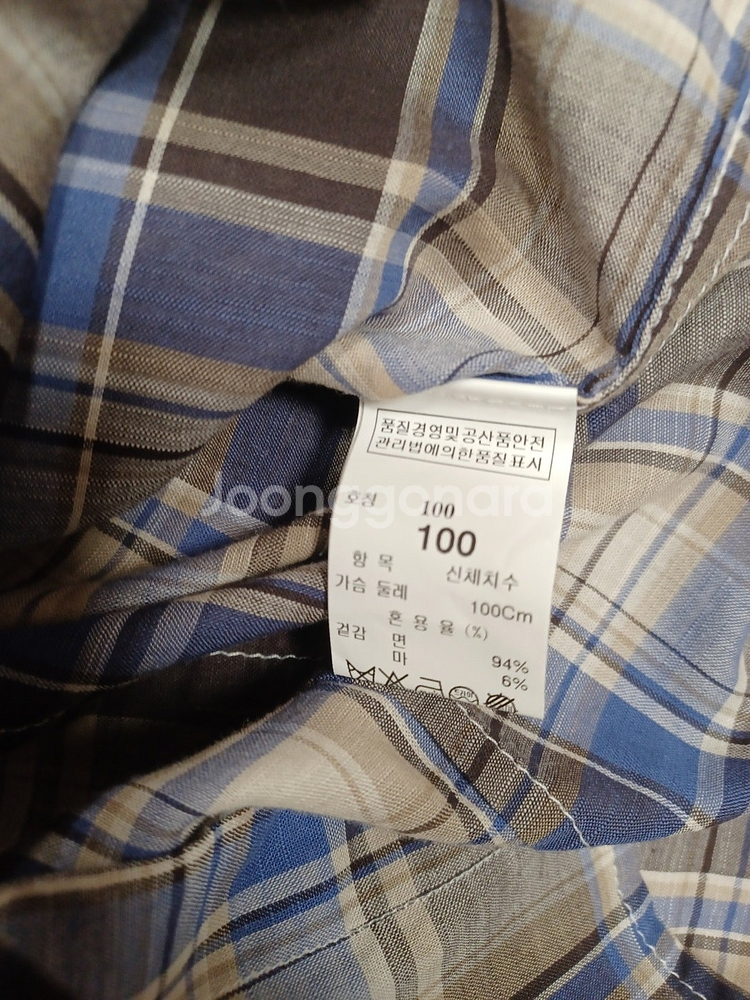 품질경영및공산품안전
관리법에의한품질표시
Joonggonara
호칭 100
100
항 목 신체치수
가슴 둘레 100Cm
혼 용 율 (%)
겉감 면 94%
마 6%